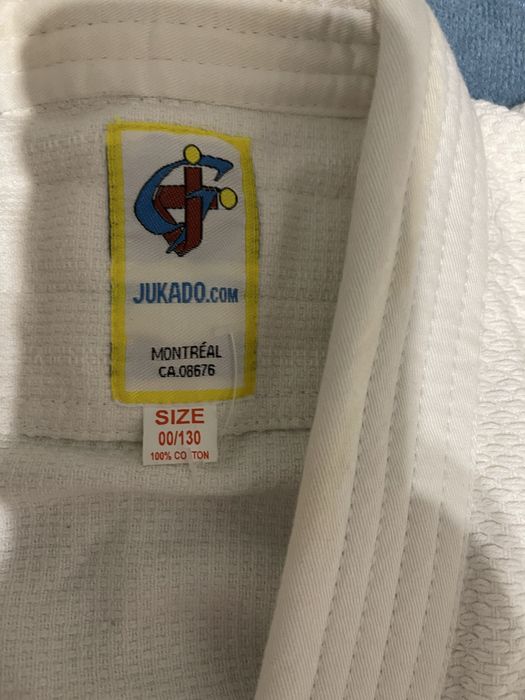 JUKADO.COM
MONTRÉAL
CA.08676
SIZE
00/130
100% CO TON